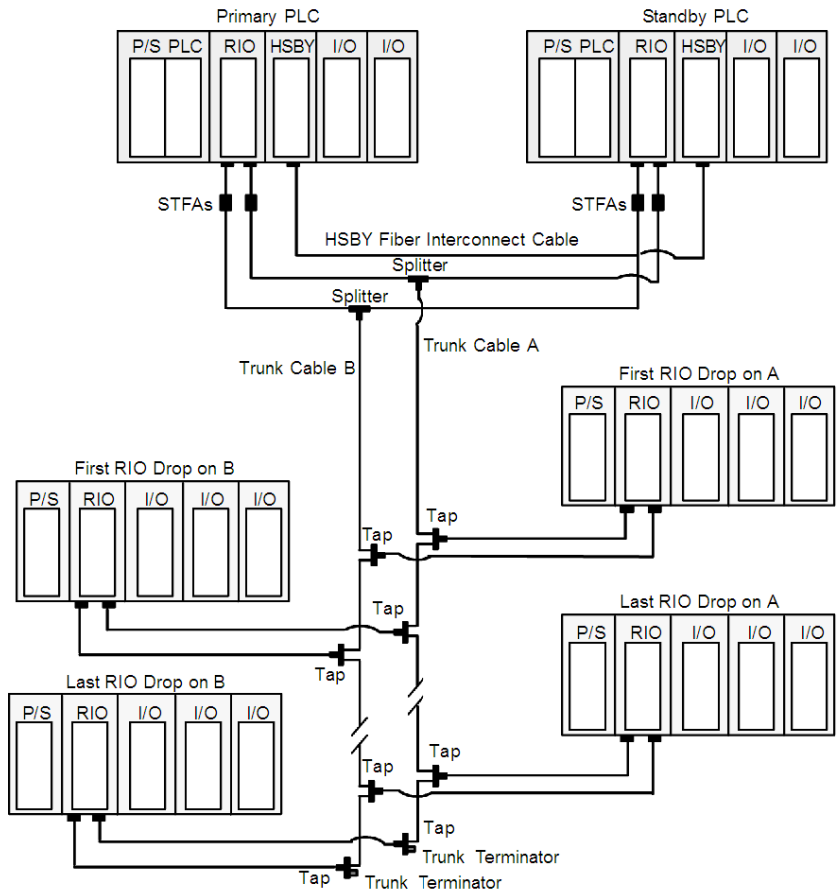 Primary PLC
Standby PLC
P/S PLC RIO HSBY I/O I/O
P/S PLC RIO HSBY I/O I/O
STFAs
STFAs
HSBY Fiber Interconnect Cable
Splitter
Splitter
Trunk Cable A
Trunk Cable B
First RIO Drop on A
P/S RIO I/O I/O I/O
First RIO Drop on B
P/S RIO I/O I/O I/O
Tap
Tap
Tap
Last RIO Drop on A
P/S RIO I/O I/O I/O
Tap
Last RIO Drop on B
P/S RIO I/O I/O I/O
Tap
Tap
Tap
Trunk Terminator
Tap
Trunk Terminator